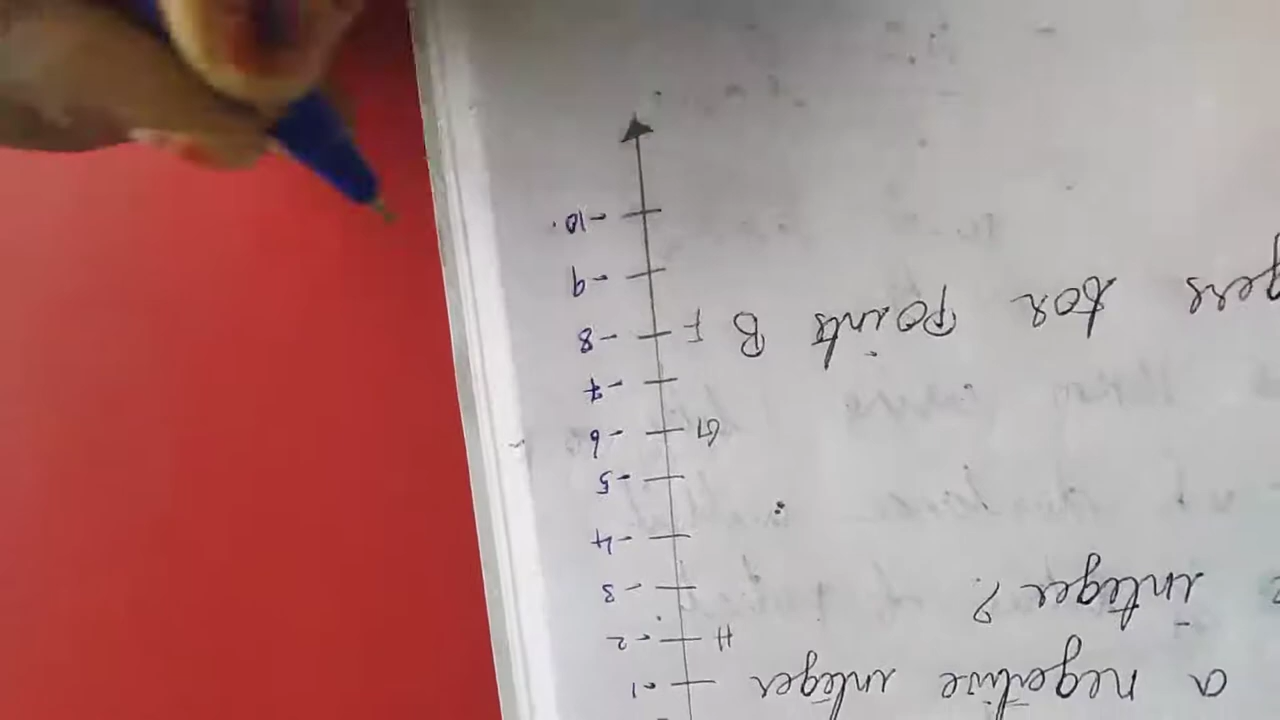 a negative integer -1
H -2
integer? -3
-4
-5
G -6
-7
gers for Points B F -8
-9
-10